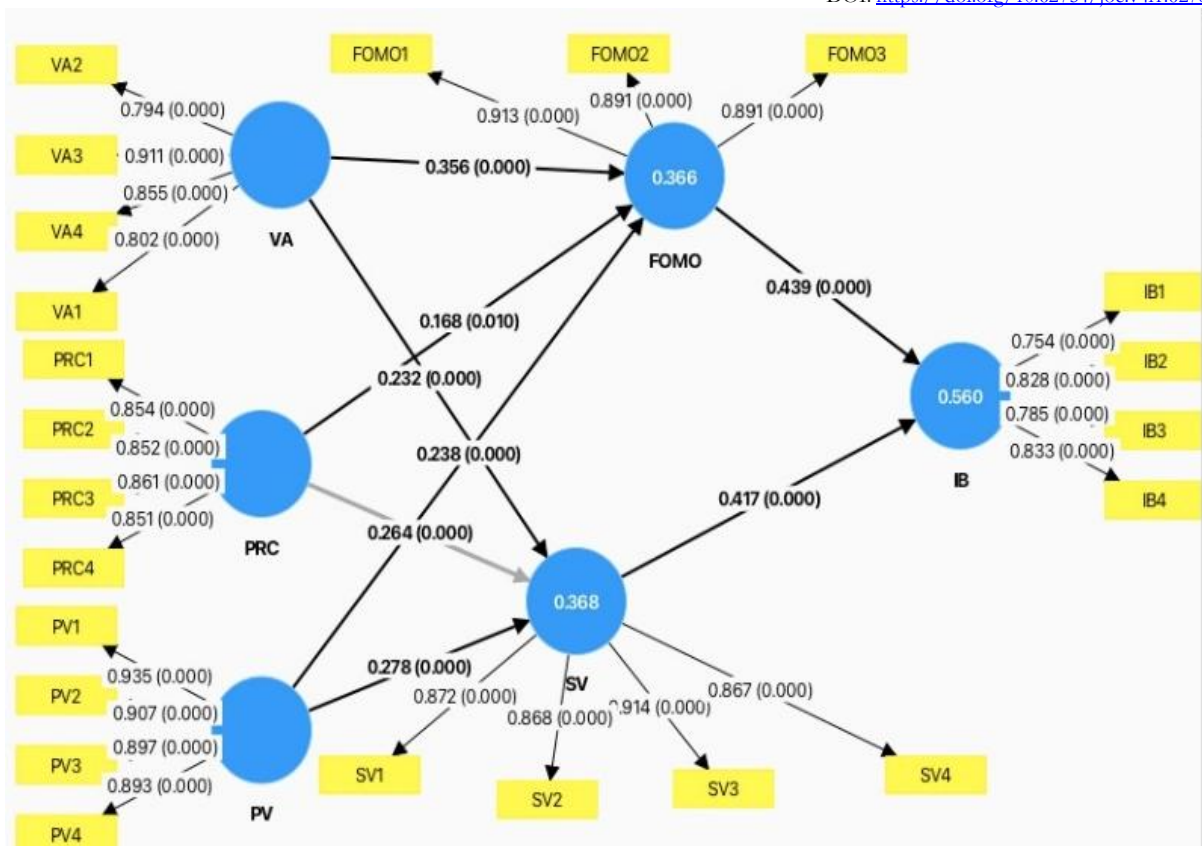 VA2
VA3
VA4
VA1
0.794 (0.000)
0.911 (0.000)
0.855 (0.000)
0.802 (0.000)
VA
FOMO1
FOMO2
FOMO3
0.913 (0.000)
0.891 (0.000)
0.891 (0.000)
0.366
FOMO
0.356 (0.000)
0.168 (0.010)
0.232 (0.000)
0.238 (0.000)
0.264 (0.000)
0.278 (0.000)
0.439 (0.000)
0.417 (0.000)
PRC1
PRC2
PRC3
PRC4
0.854 (0.000)
0.852 (0.000)
0.861 (0.000)
0.851 (0.000)
PRC
PV1
PV2
PV3
PV4
0.935 (0.000)
0.907 (0.000)
0.897 (0.000)
0.893 (0.000)
PV
0.368
SV
0.872 (0.000)
0.868 (0.000)
0.914 (0.000)
0.867 (0.000)
SV1
SV2
SV3
SV4
0.560
IB
0.754 (0.000)
0.828 (0.000)
0.785 (0.000)
0.833 (0.000)
IB1
IB2
IB3
IB4